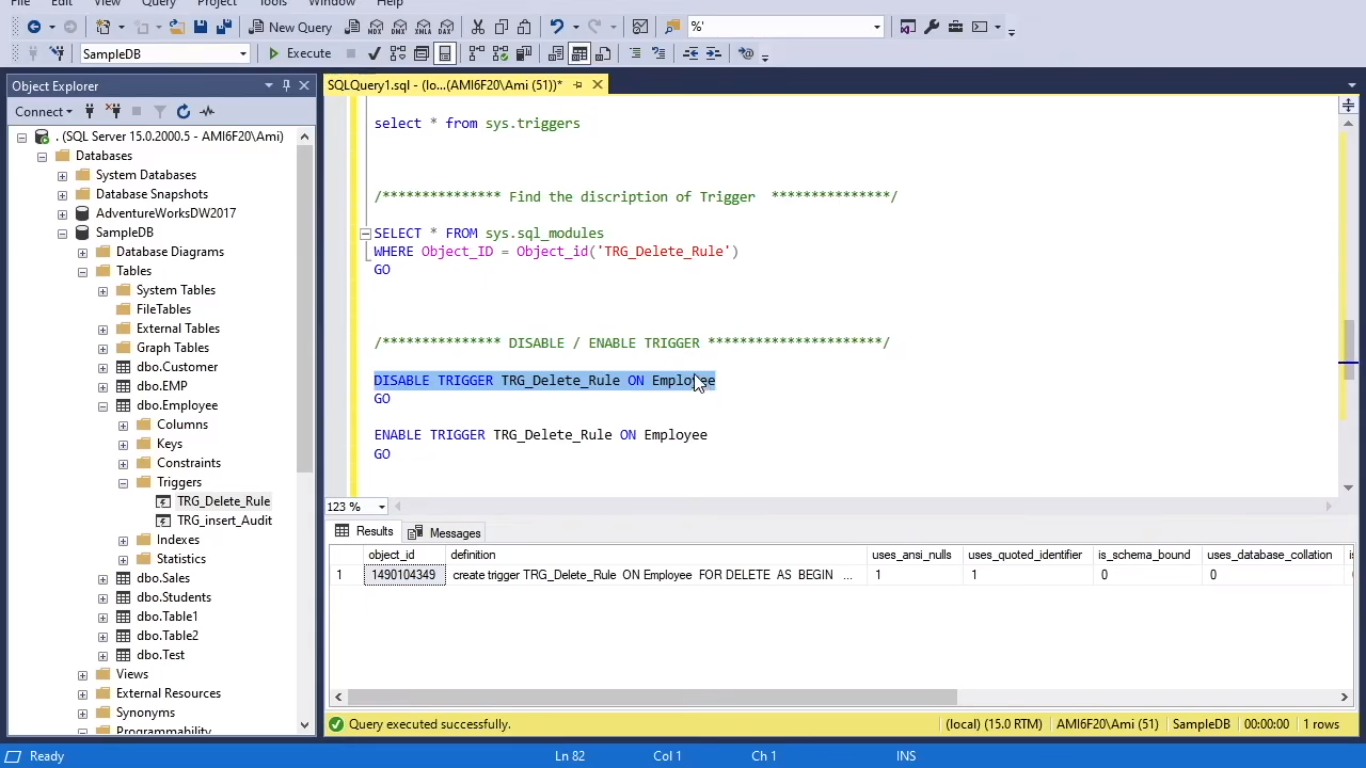 File Edit View Query Project Tools Window Help
New Query MDX DMX XMLA DAX %'
SampleDB Execute
Object Explorer
SQLQuery1.sql - (lo...(AMI6F20\Ami (51))*
Connect
. (SQL Server 15.0.2000.5 - AMI6F20\Ami)
Databases
System Databases
Database Snapshots
AdventureWorksDW2017
SampleDB
Database Diagrams
Tables
System Tables
FileTables
External Tables
Graph Tables
dbo.Customer
dbo.EMP
dbo.Employee
Columns
Keys
Constraints
Triggers
TRG_Delete_Rule
TRG_insert_Audit
Indexes
Statistics
dbo.Sales
dbo.Students
dbo.Table1
dbo.Table2
dbo.Test
Views
External Resources
Synonyms
Programmability
select * from sys.triggers
/*************** Find the discription of Trigger ***************/
SELECT * FROM sys.sql_modules
WHERE Object_ID = Object_id('TRG_Delete_Rule')
GO
/*************** DISABLE / ENABLE TRIGGER **********************/
DISABLE TRIGGER TRG_Delete_Rule ON Employee
GO
ENABLE TRIGGER TRG_Delete_Rule ON Employee
GO
123 %
Results Messages
object_id definition uses_ansi_nulls uses_quoted_identifier is_schema_bound uses_database_collation
1 1490104349 create trigger TRG_Delete_Rule ON Employee FOR DELETE AS BEGIN ... 1 1 0 0
Query executed successfully. (local) (15.0 RTM) AMI6F20\Ami (51) SampleDB 00:00:00 1 rows
Ready Ln 82 Col 1 Ch 1 INS